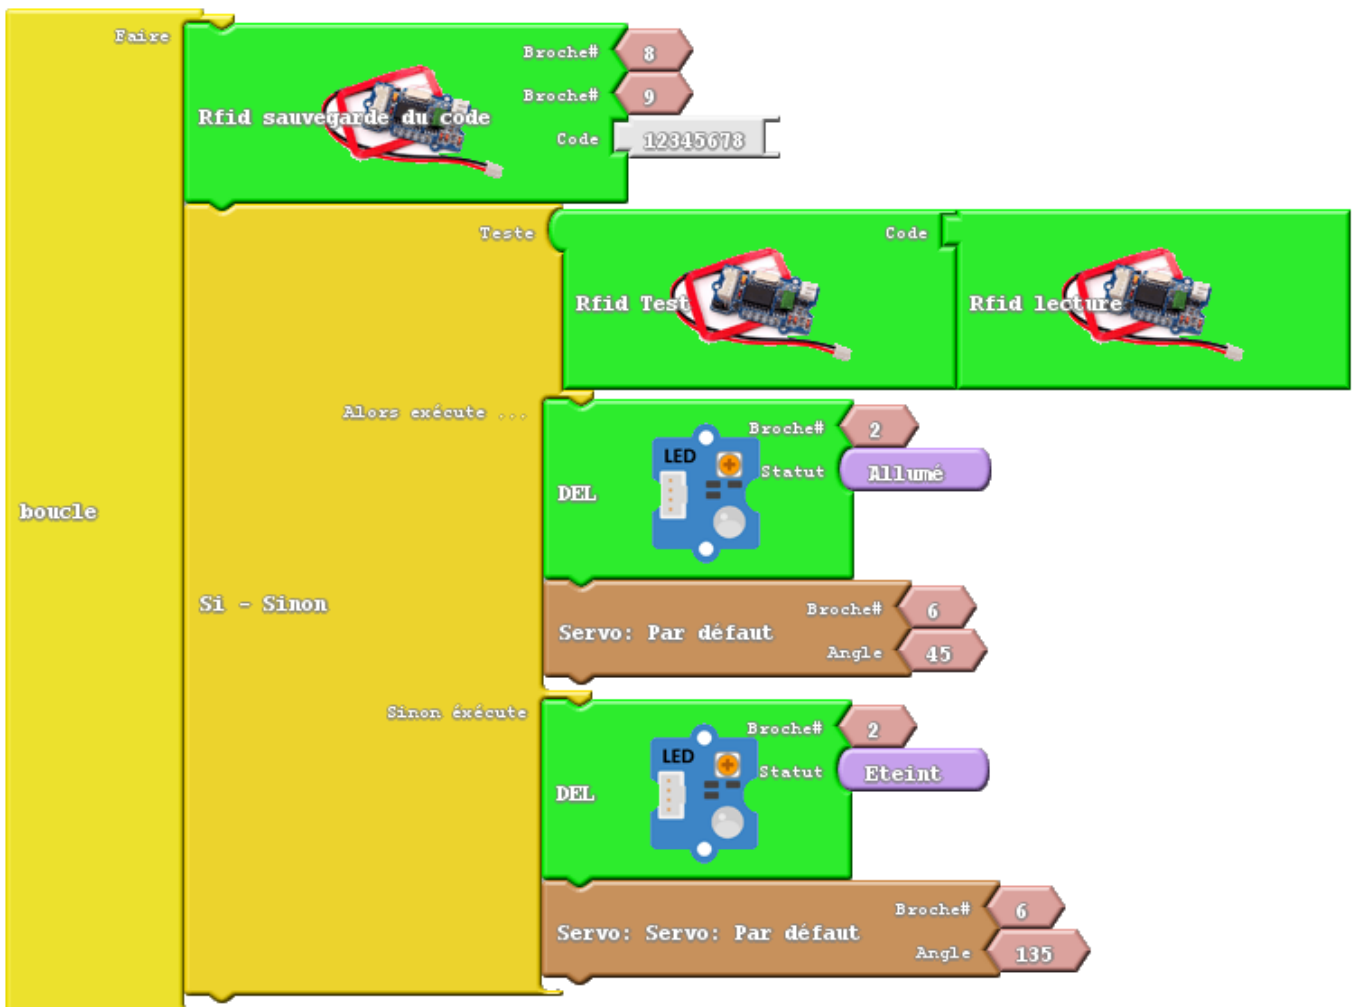 Faire
Broche# 8
Broche# 9
Rfid sauvegarde du code
Code 12345678
Teste
Code
Rfid Test
Rfid lecture
Alors exécute ...
Broche# 2
LED
Statut Allumé
DEL
boucle
Si - Sinon
Broche# 6
Servo: Par défaut
Angle 45
Sinon éxécute
Broche# 2
LED
Statut Eteint
DEL
Broche# 6
Servo: Servo: Par défaut
Angle 135